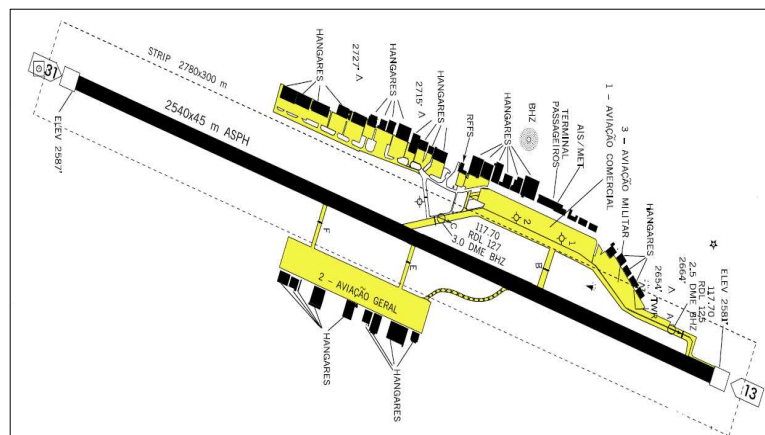 31
STRIP 2780x300 m
2540x45 m ASPH
ELEV 2587'
HANGARES
2727'
HANGARES
2715'
HANGARES
RFFS
HANGARES
BHZ
TERMINAL
PASSAGEIROS
AIS/MET
1 - AVIAÇÃO COMERCIAL
3 - AVIAÇÃO MILITAR
HANGARES
2654'
TWR
2664'
2.5 DME BHZ
RDL 125
117.70
ELEV 2581'
A
13
2
1
117.70
RDL 127
3.0 DME BHZ
C
B
F
E
2 - AVIAÇÃO GERAL
HANGARES
HANGARES